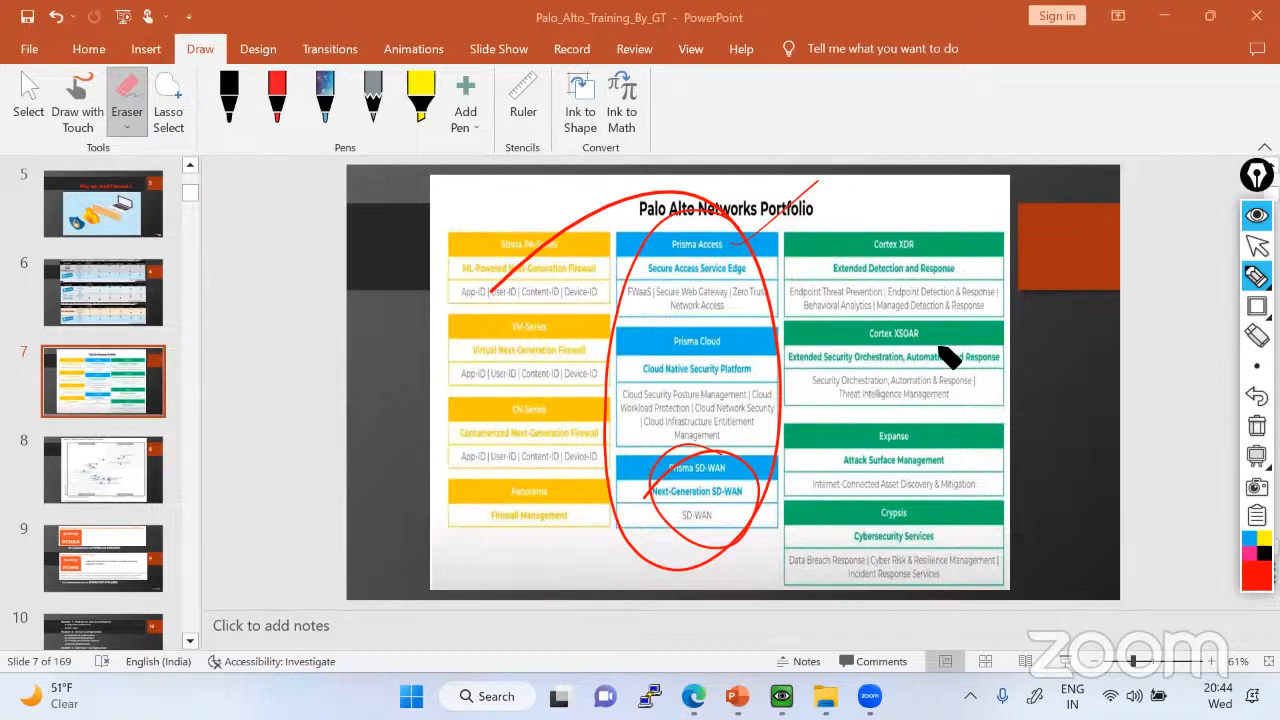 Palo_Alto_Training_By_GT - PowerPoint
Sign in
File Home Insert Draw Design Transitions Animations Slide Show Record Review View Help Tell me what you want to do
Select
Draw with
Touch
Eraser
Lasso
Select
Add
Pen
Ruler
Ink to
Shape
Ink to
Math
Tools
Pens
Stencils
Convert
5
6
8
9
10
Palo Alto Networks Portfolio
Strata PA-Series
ML-Powered Next-Generation Firewall
App-ID | User-ID | Content-ID | Device-ID
VM-Series
Virtual Next-Generation Firewall
App-ID | User-ID | Content-ID | Device-ID
CN-Series
Containerized Next-Generation Firewall
App-ID | User-ID | Content-ID | Device-ID
Panorama
Firewall Management
Prisma Access
Secure Access Service Edge
FWaaS | Secure Web Gateway | Zero Trust
Network Access
Prisma Cloud
Cloud Native Security Platform
Cloud Security Posture Management | Cloud
Workload Protection | Cloud Network Security
| Cloud Infrastructure Entitlement
Management
Prisma SD-WAN
Next-Generation SD-WAN
SD-WAN
Cortex XDR
Extended Detection and Response
Endpoint Threat Prevention | Endpoint Detection & Response |
Behavioral Analytics | Managed Detection & Response
Cortex XSOAR
Extended Security Orchestration, Response
Security Orchestration, Automation & Response |
Threat Intelligence Management
Expanse
Attack Surface Management
Internet-Connected Asset Discovery & Mitigation
Crypsis
Cybersecurity Services
Data Breach Response | Cyber Risk & Resilience Management |
Incident Response Services
Click to add notes
Slide 7 of 169 English (India) Accessibility: Investigate Notes Comments 61%
zoom
51°F
Clear
Search
zoom
ENG
IN
20:44
Wed